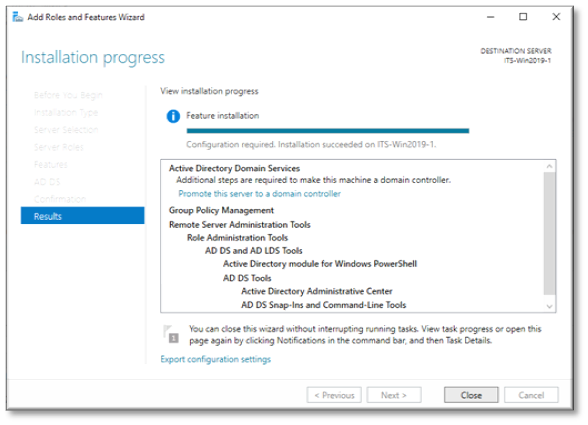 Add Roles and Features Wizard
Installation progress
DESTINATION SERVER
ITS-Win2019-1
Before You Begin
Installation Type
Server Selection
Server Roles
Features
AD DS
Confirmation
Results
View installation progress
Feature installation
Configuration required. Installation succeeded on ITS-Win2019-1.
Active Directory Domain Services
Additional steps are required to make this machine a domain controller.
Promote this server to a domain controller
Group Policy Management
Remote Server Administration Tools
Role Administration Tools
AD DS and AD LDS Tools
Active Directory module for Windows PowerShell
AD DS Tools
Active Directory Administrative Center
AD DS Snap-Ins and Command-Line Tools
1
You can close this wizard without interrupting running tasks. View task progress or open this
page again by clicking Notifications in the command bar, and then Task Details.
Export configuration settings
< Previous
Next >
Close
Cancel